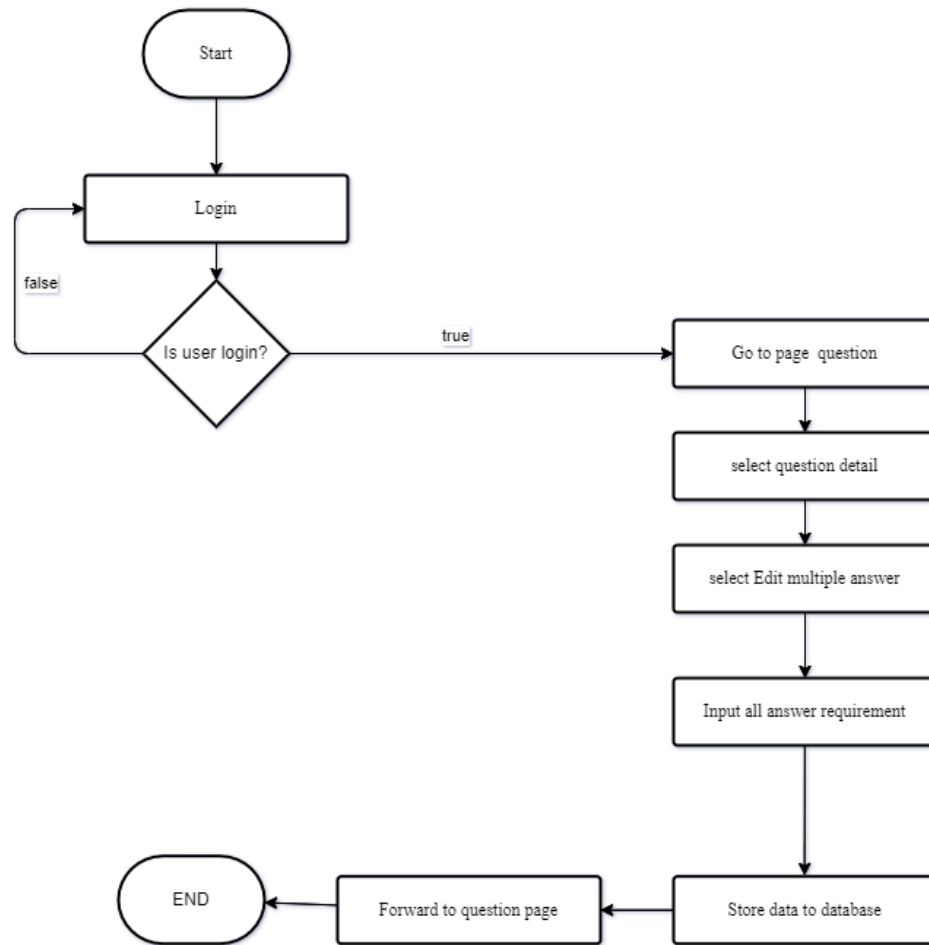 Start
Login
false
Is user login?
true
Go to page question
select question detail
select Edit multiple answer
Input all answer requirement
Store data to database
Forward to question page
END